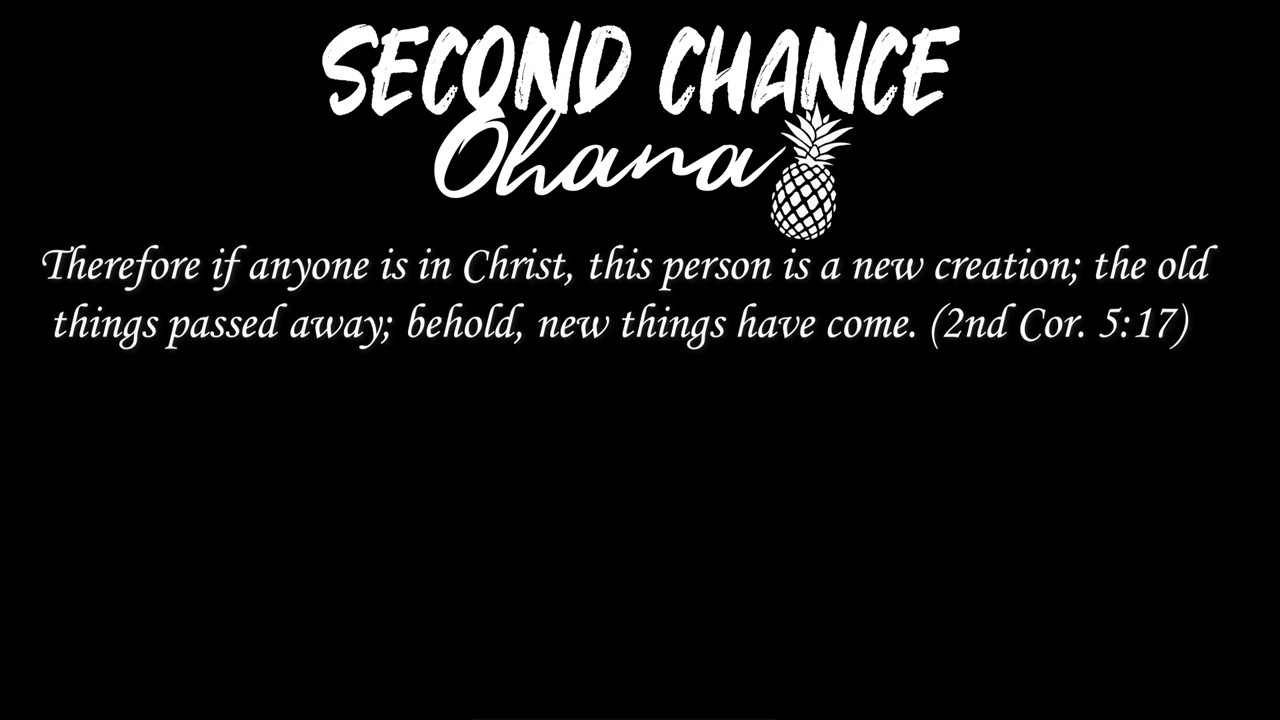 SECOND CHANCE
Ohana
Therefore if anyone is in Christ, this person is a new creation; the old
things passed away; behold, new things have come. (2nd Cor. 5:17)